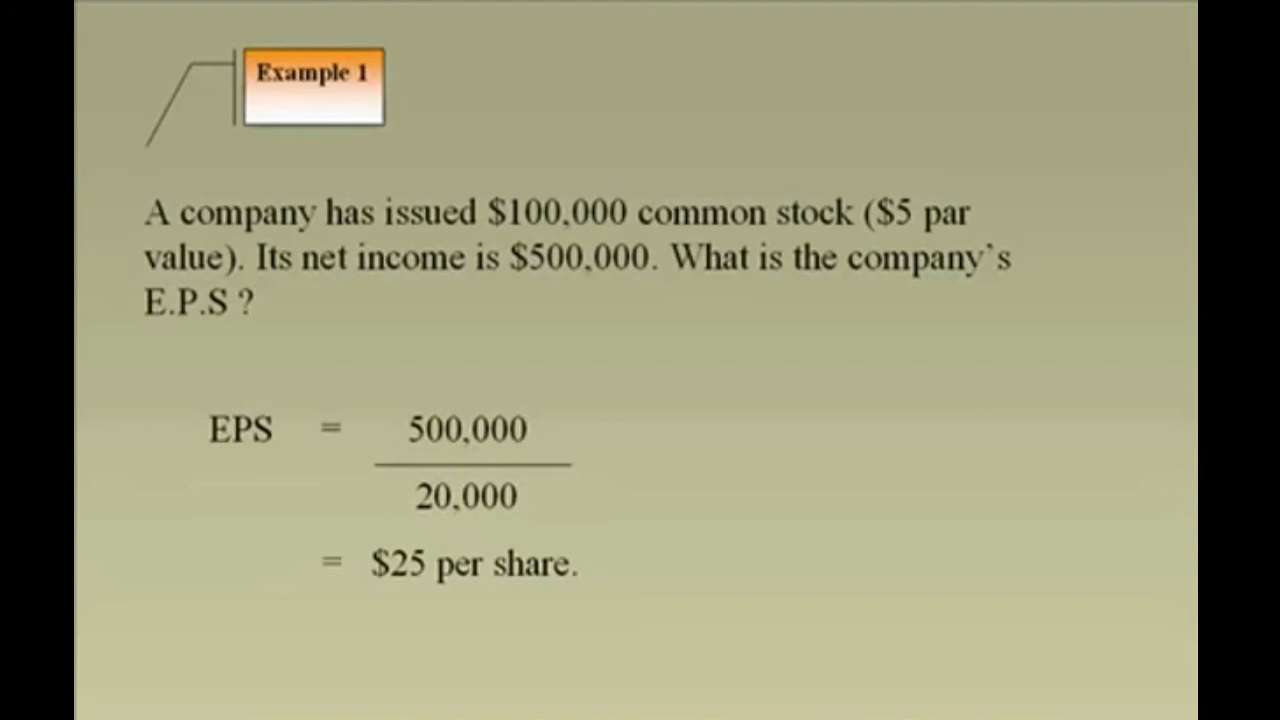 Example 1
A company has issued $100,000 common stock ($5 par
value). Its net income is $500,000. What is the company`s
E.P.S ?
EPS = 500,000
20,000
= $25 per share.